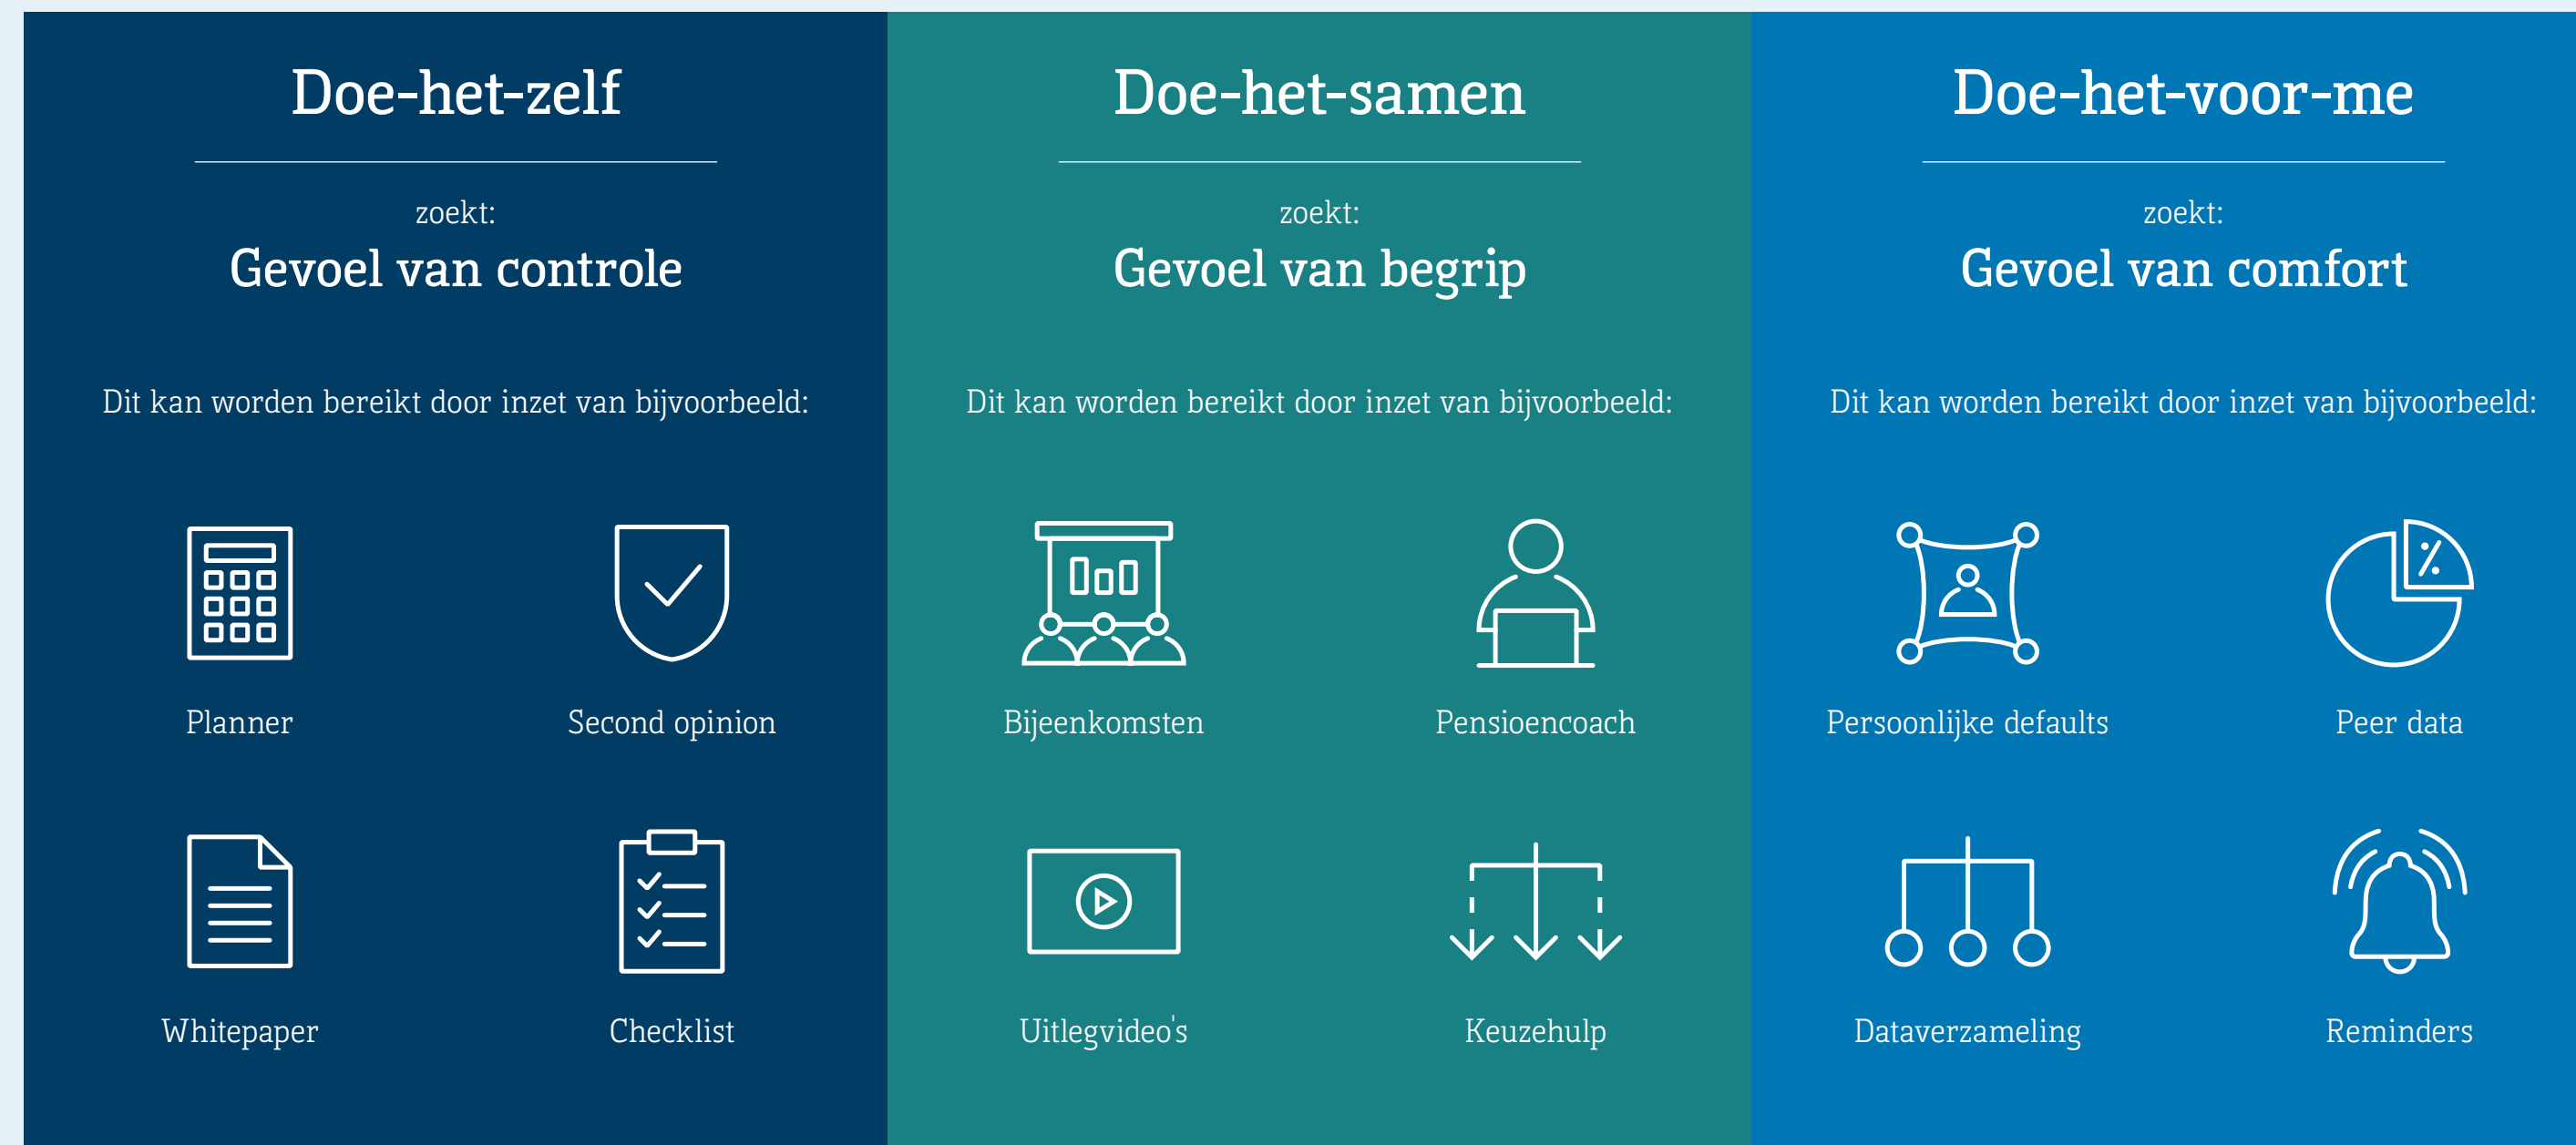 Doe-het-zelf
zoekt:
Gevoel van controle
Dit kan worden bereikt door inzet van bijvoorbeeld:
Planner
Second opinion
Whitepaper
Checklist
Doe-het-samen
zoekt:
Gevoel van begrip
Dit kan worden bereikt door inzet van bijvoorbeeld:
Bijeenkomsten
Pensioencoach
Uitlegvideo's
Keuzehulp
Doe-het-voor-me
zoekt:
Gevoel van comfort
Dit kan worden bereikt door inzet van bijvoorbeeld:
%
Persoonlijke defaults
Peer data
Dataverzameling
Reminders